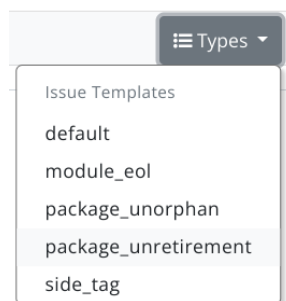 Types
Issue Templates
default
module_eol
package_unorphan
package_unretirement
side_tag